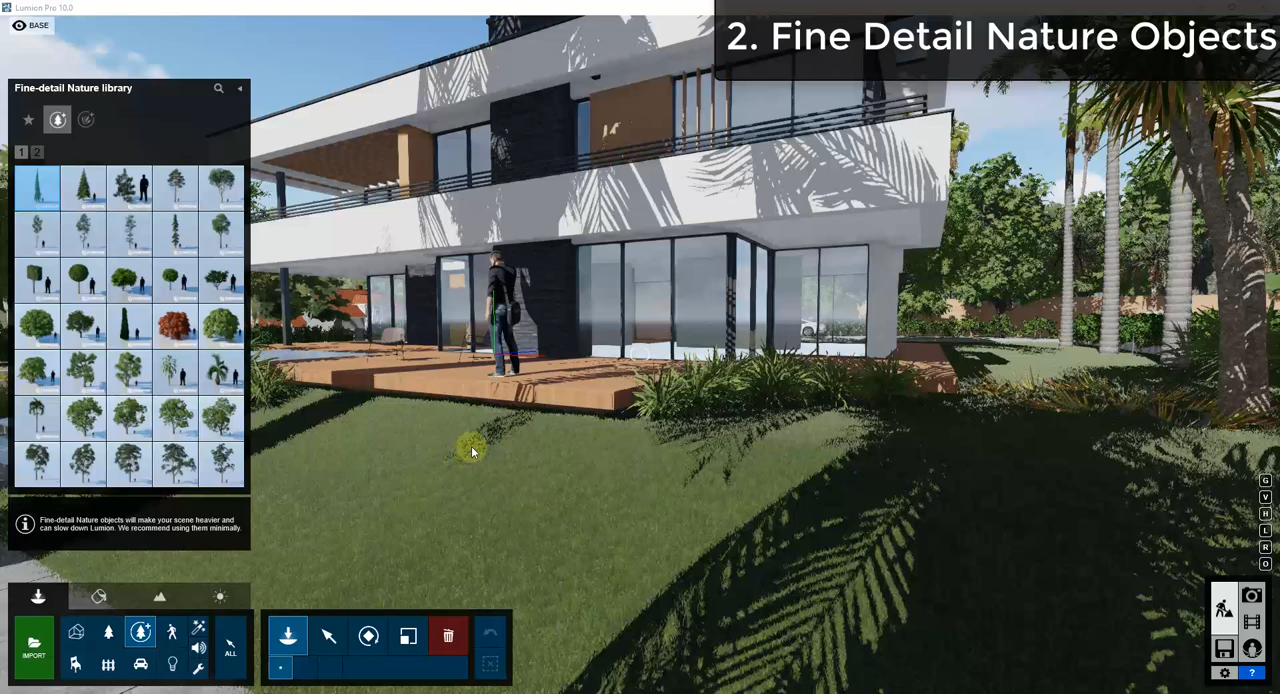 Lumion Pro 10.0
BASE
2. Fine Detail Nature Objects
Fine-detail Nature library
1 2
Fine-detail Nature objects will make your scene heavier and
can slow down Lumion. We recommend using them minimally.
G
V
H
L
R
O
IMPORT
ALL
?